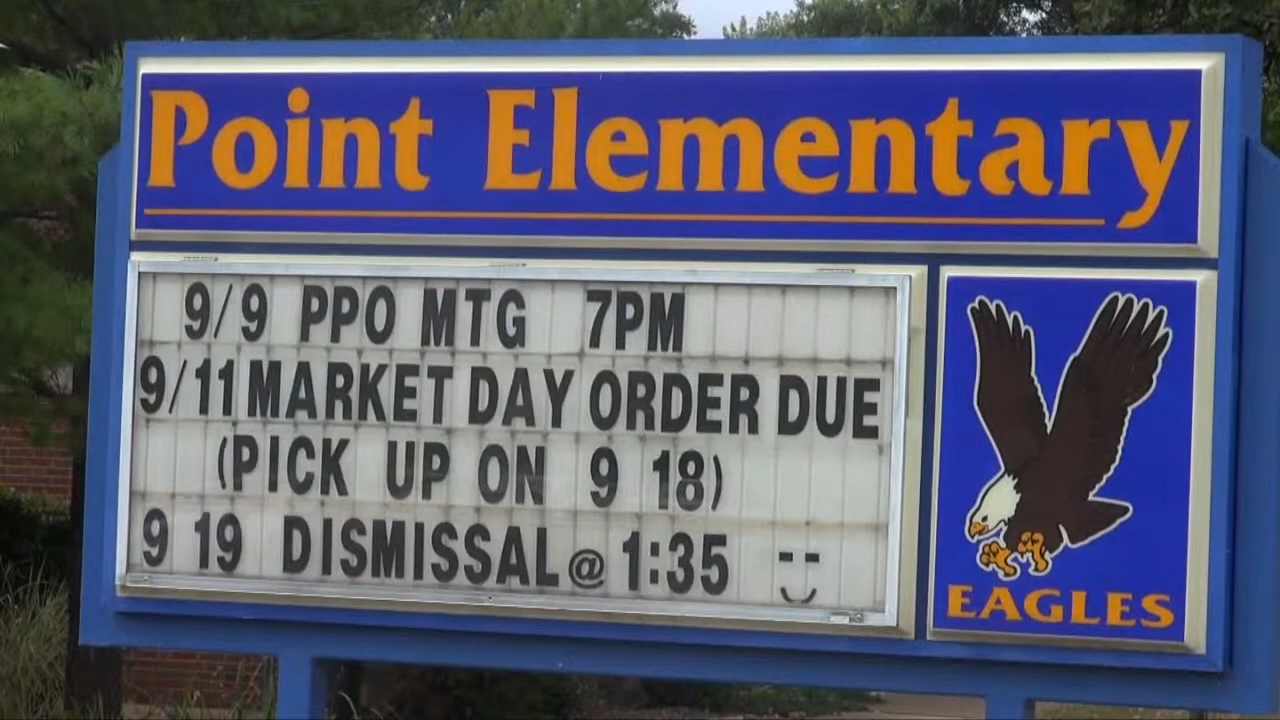 Point Elementary
9/9 PPO MTG 7PM
9/11 MARKET DAY ORDER DUE
(PICK UP ON 9 18)
9 19 DISMISSAL @ 1:35
EAGLES